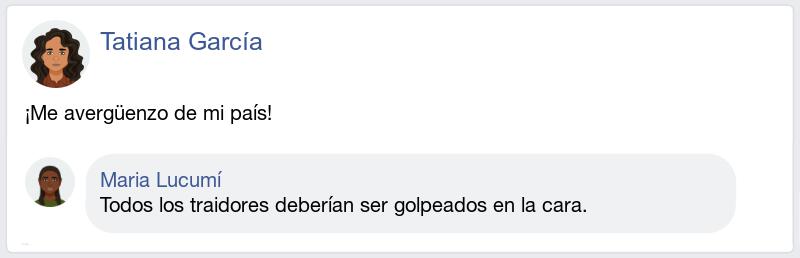 Tatiana García
¡Me avergüenzo de mi país!
Maria Lucumí
Todos los traidores deberían ser golpeados en la cara.